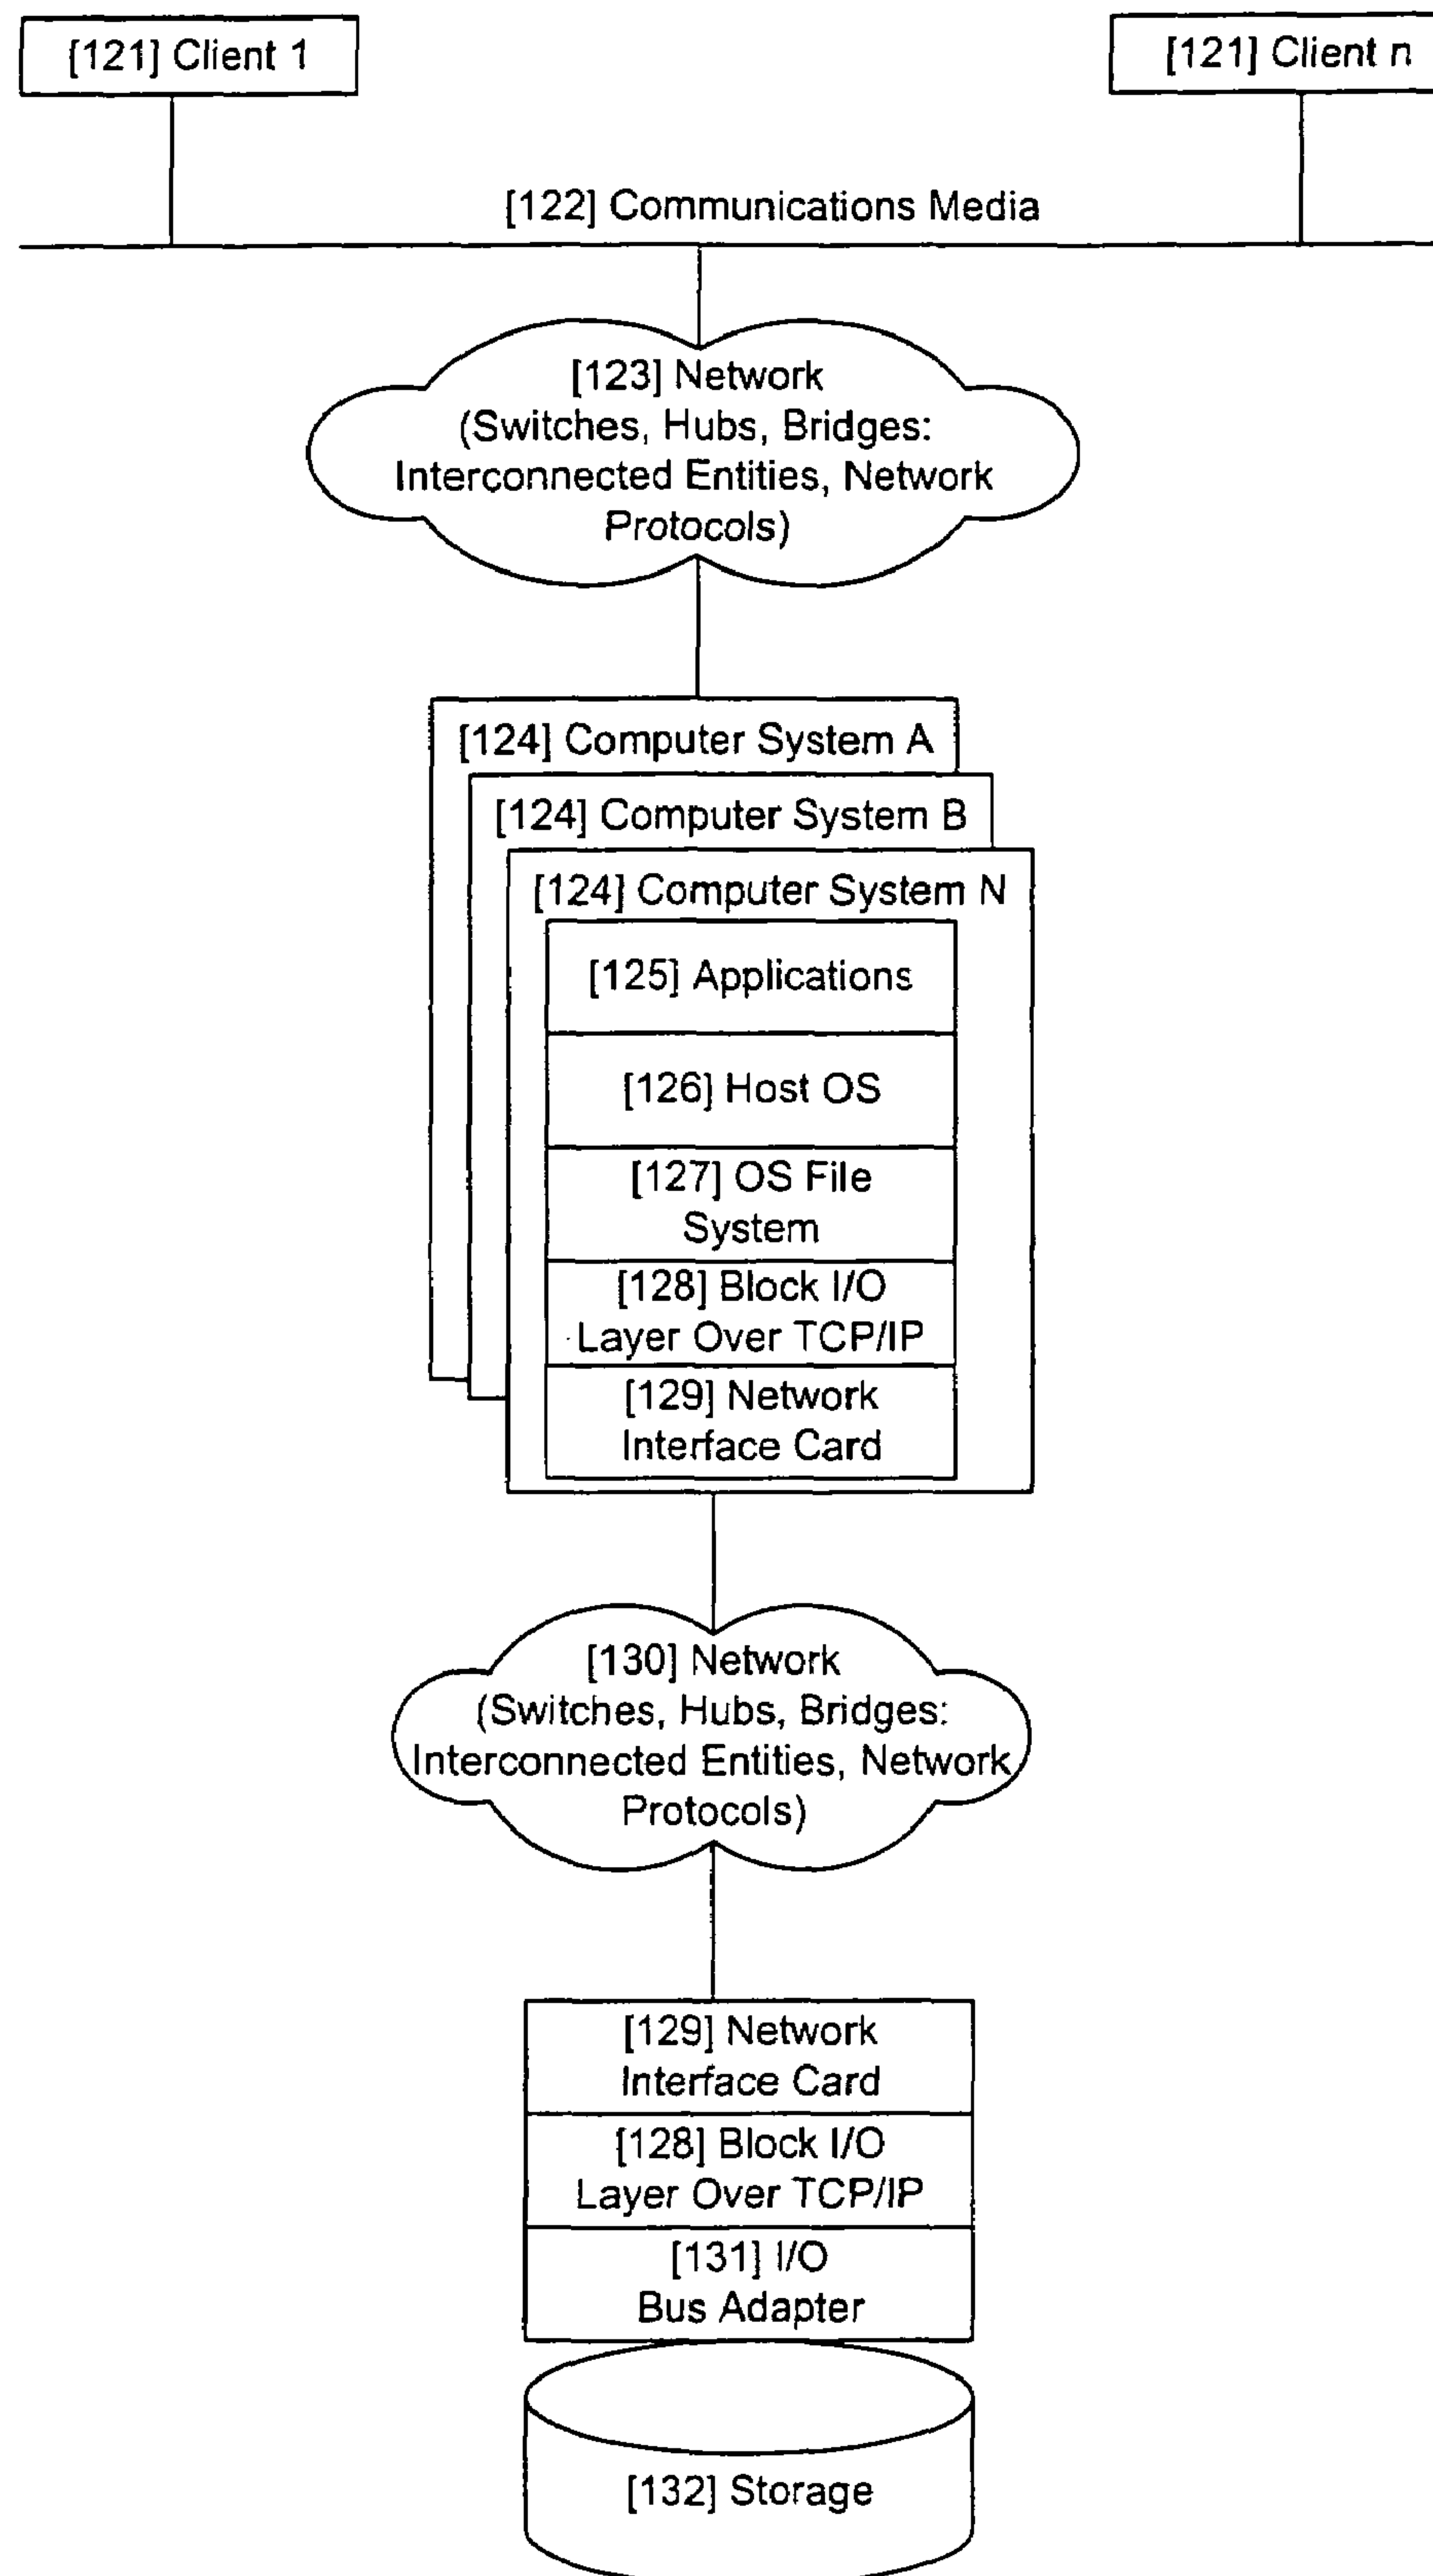 [121] Client 1
[121] Client n
[122] Communications Media
[123] Network
(Switches, Hubs, Bridges:
Interconnected Entities, Network
Protocols)
[124] Computer System A
[124] Computer System B
[124] Computer System N
[125] Applications
[126] Host OS
[127] OS File
System
[128] Block I/O
Layer Over TCP/IP
[129] Network
Interface Card
[130] Network
(Switches, Hubs, Bridges:
Interconnected Entities, Network
Protocols)
[129] Network
Interface Card
[128] Block I/O
Layer Over TCP/IP
[131] I/O
Bus Adapter
[132] Storage